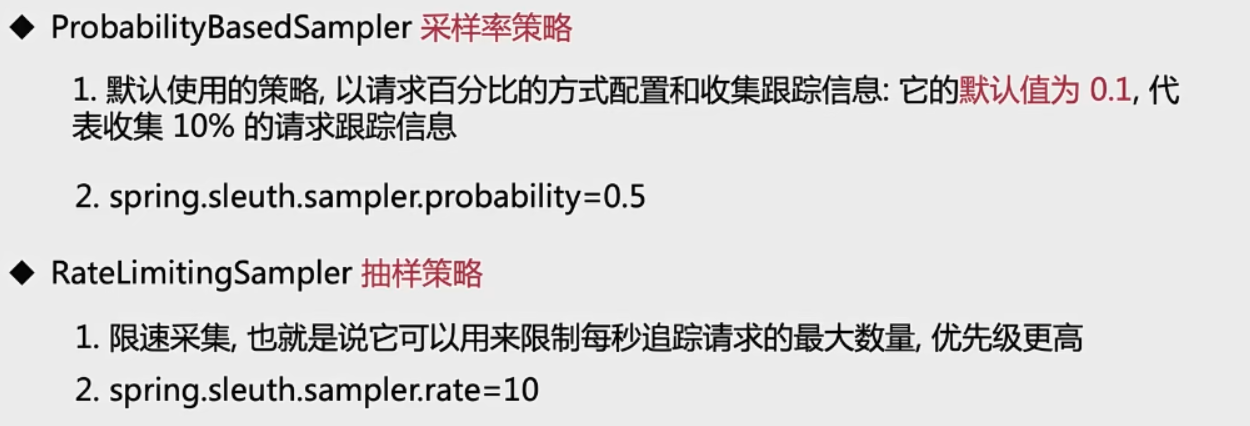 ◆ ProbabilityBasedSampler 采样率策略
1. 默认使用的策略, 以请求百分比的方式配置和收集跟踪信息: 它的默认值为 0.1, 代
表收集 10% 的请求跟踪信息
2. spring.sleuth.sampler.probability=0.5
◆ RateLimitingSampler 抽样策略
1. 限速采集, 也就是说它可以用来限制每秒追踪请求的最大数量, 优先级更高
2. spring.sleuth.sampler.rate=10